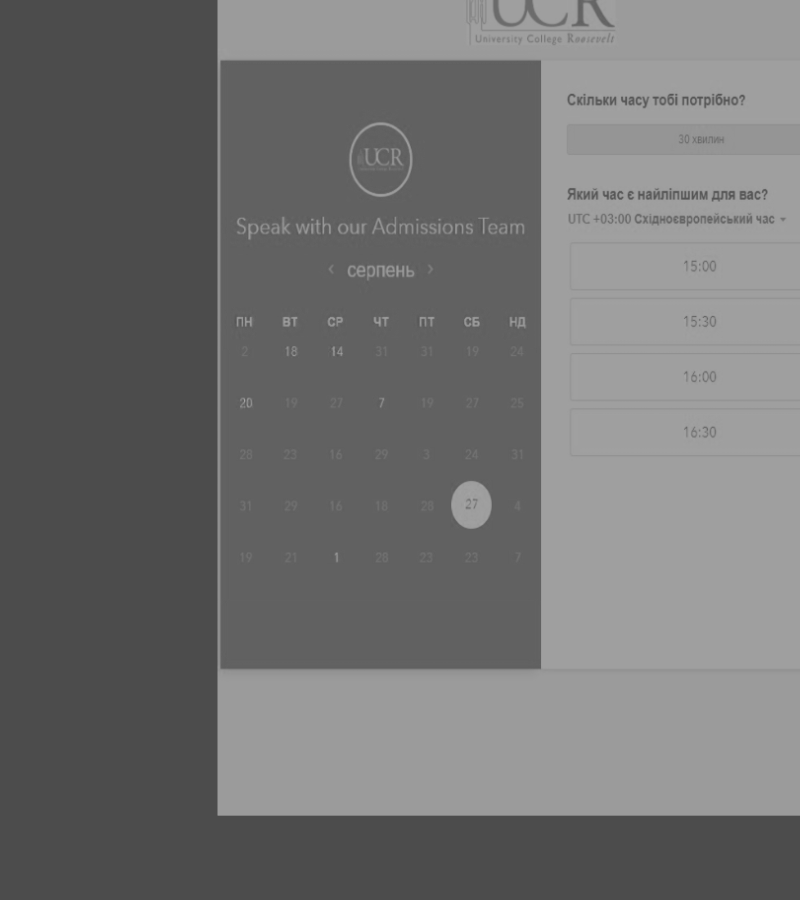 UCR
University College Roosevelt
UCR
Speak with our Admissions Team
< серпень >
ПН ВТ СР ЧТ ПТ СБ НД
2 18 14 31 31 19 24
20 19 27 7 19 27 25
28 23 16 29 3 24 31
31 29 16 18 28 27 4
19 21 1 28 23 23 7
Скільки часу тобі потрібно?
30 хвилин
Який час є найліпшим для вас?
UTC +03:00 Східноєвропейський час
15:00
15:30
16:00
16:30